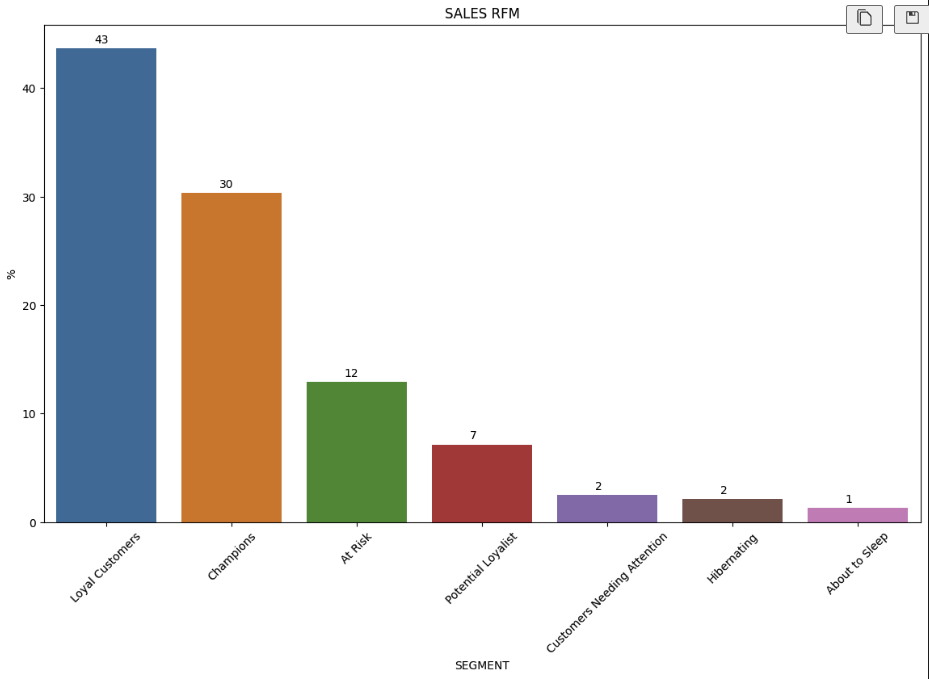 SALES RFM
43
30
12
7
2
2
1
40
30
20
10
0
%
Loyal Customers
Champions
At Risk
Potential Loyalist
Customers Needing Attention
Hibernating
About to Sleep
SEGMENT